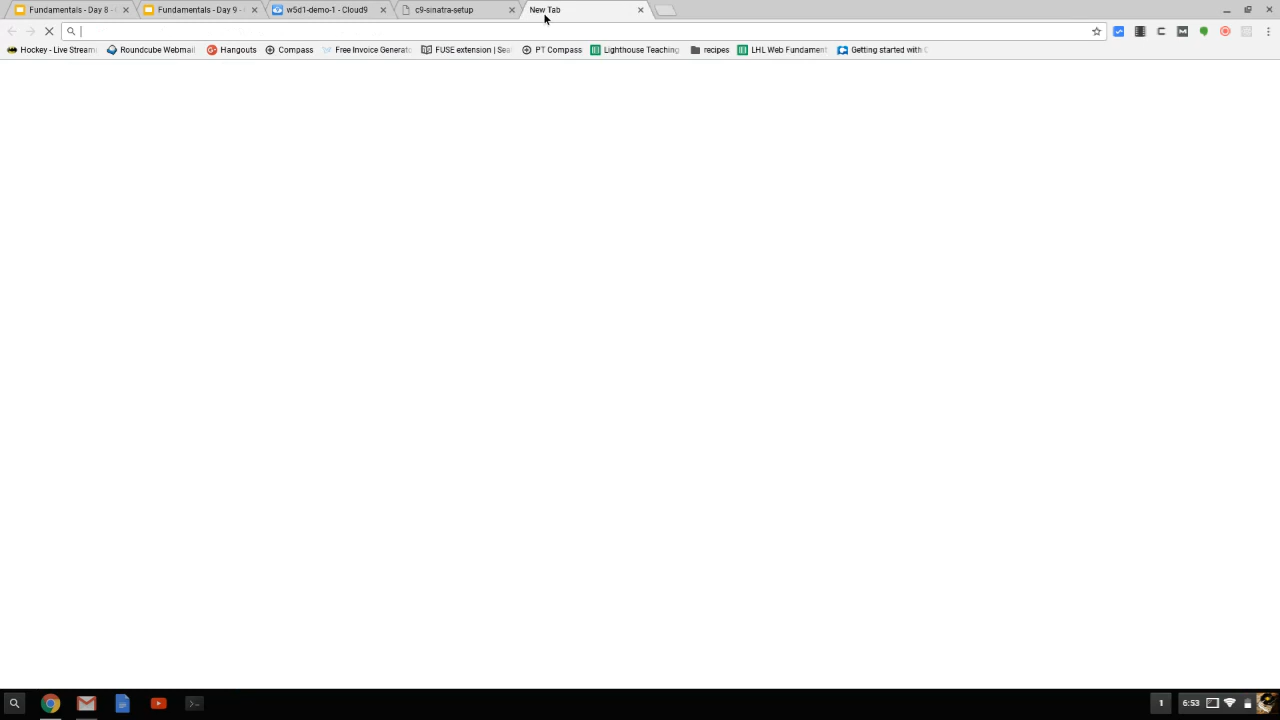 Fundamentals - Day 8 -
Fundamentals - Day 9 -
w5d1-demo-1 - Cloud9
c9-sinatra-setup
New Tab
Hockey - Live Stream
Roundcube Webmail
Hangouts
Compass
Free Invoice Generato
FUSE extension | Sea
PT Compass
Lighthouse Teaching
recipes
LHL Web Fundament
Getting started with
1
6:53